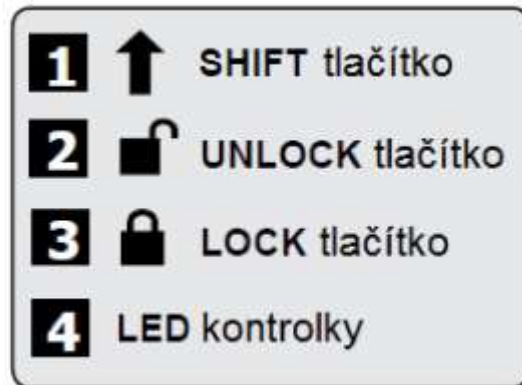 1 SHIFT tlačítko
2 UNLOCK tlačítko
3 LOCK tlačítko
4 LED kontrolky